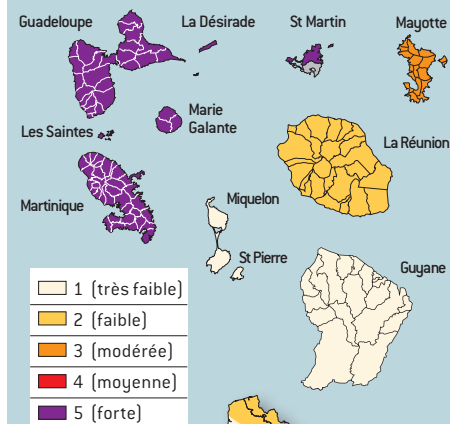 Guadeloupe
La Désirade
St Martin
Mayotte
Les Saintes
Marie
Galante
La Réunion
Martinique
Miquelon
St Pierre
Guyane
1 (très faible)
2 (faible)
3 (modérée)
4 (moyenne)
5 (forte)